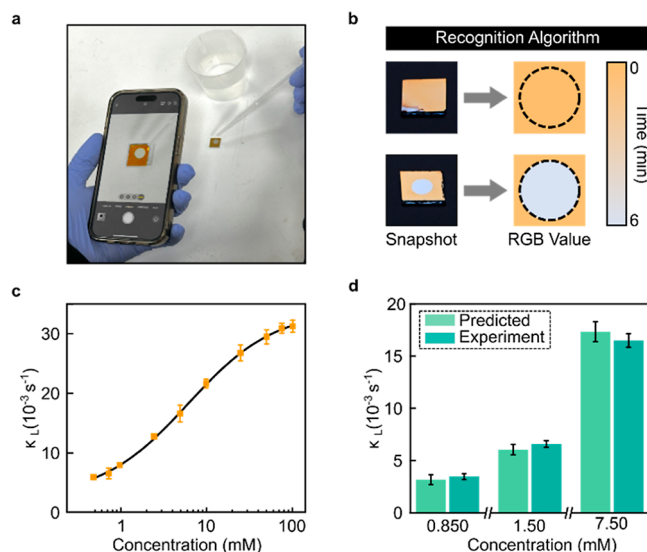 a
b
Recognition Algorithm
Snapshot
RGB Value
0
Time (min)
6
c
κ L(10⁻³ s⁻¹)
30
20
10
0
1
10
100
Concentration (mM)
d
κ L(10⁻³ s⁻¹)
20
15
10
5
0
Predicted
Experiment
0.850
1.50
7.50
Concentration (mM)